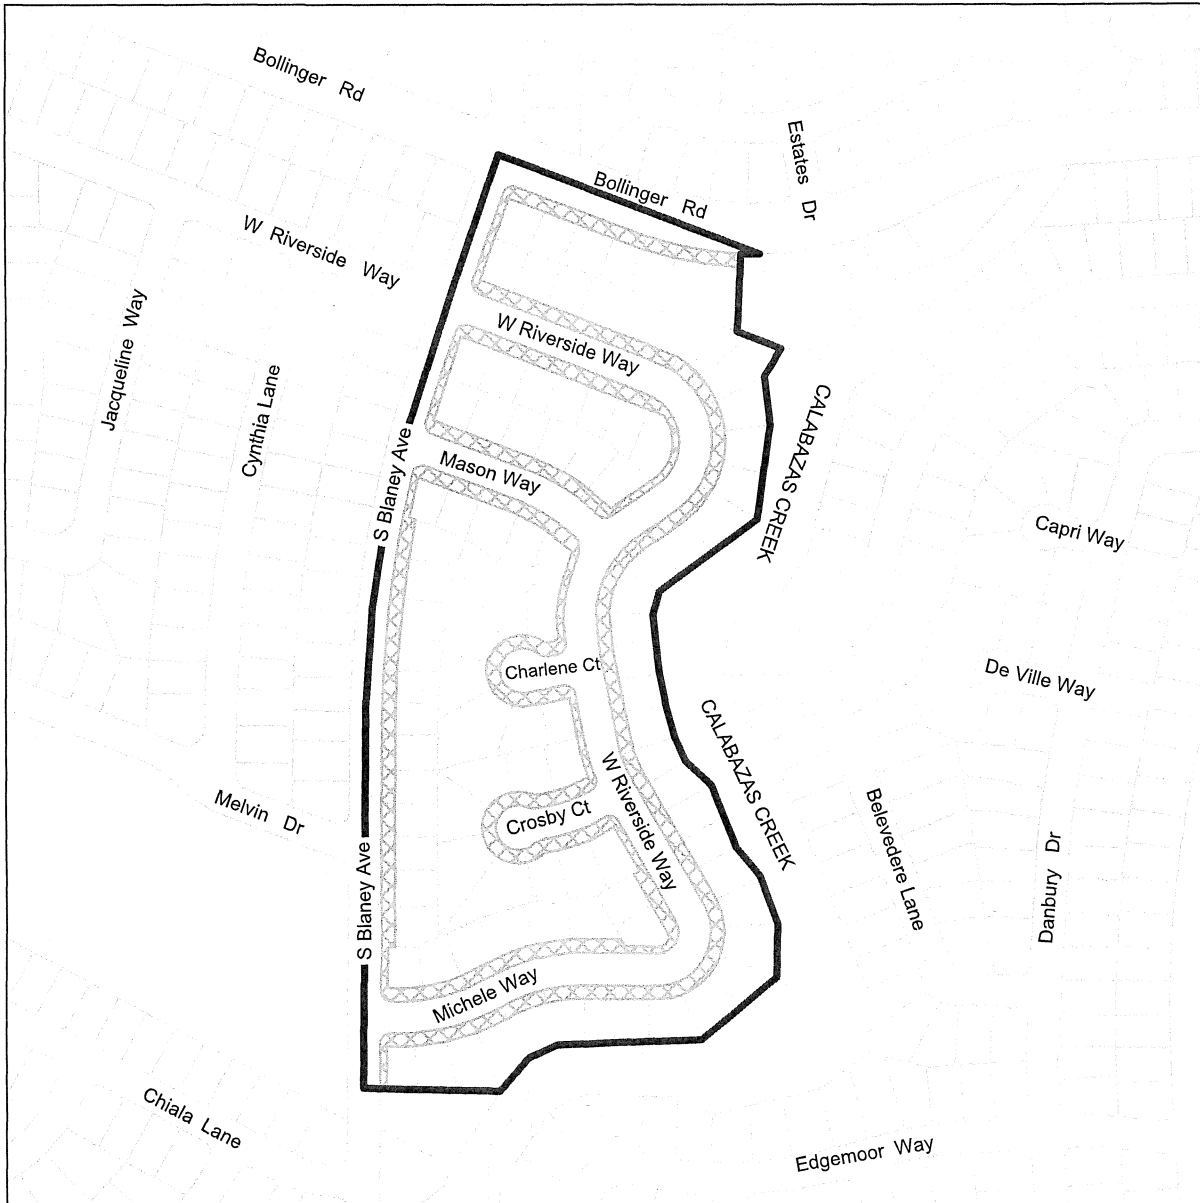 Bollinger Rd
Estates Dr
Bollinger Rd
W Riverside Way
Jacqueline Way
W Riverside Way
Cynthia Lane
CALABAZAS CREEK
S Blaney Ave
Mason Way
Capri Way
Charlene Ct
De Ville Way
CALABAZAS CREEK
W Riverside Way
Melvin Dr
Crosby Ct
Belevedere Lane
Danbury Dr
S Blaney Ave
Michele Way
Chiala Lane
Edgemoor Way